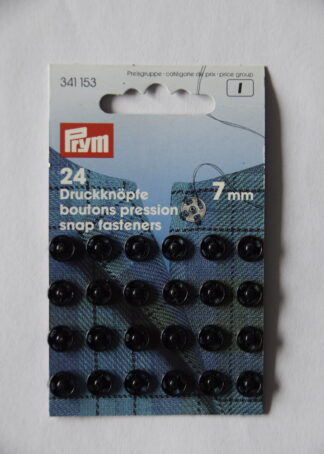 Preisgruppe · catégorie de prix · price group
341 153
I
Prym
24
Druckknöpfe
boutons pression
snap fasteners
7 mm